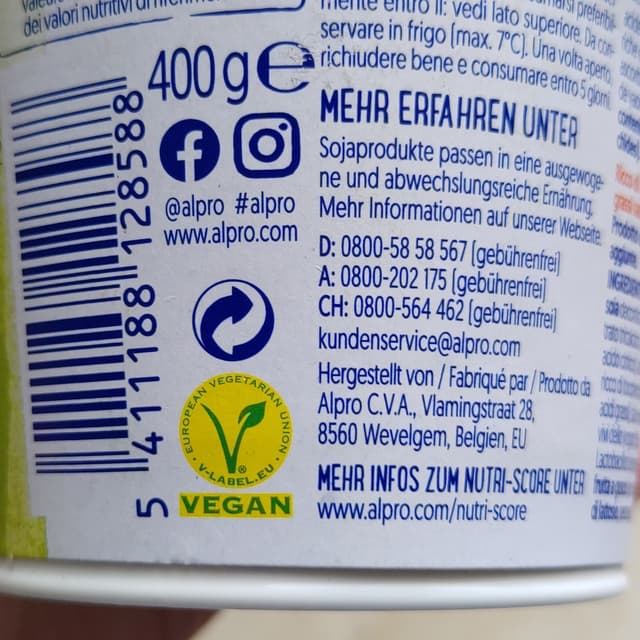 dei valori nutritivi di riferimento
mente entro il: vedi lato superiore. Da con-
servare in frigo (max. 7°C). Una volta aperto,
richiudere bene e consumare entro 5 giorni
400 g e
MEHR ERFAHREN UNTER
Sojaprodukte passen in eine ausgewoge-
ne und abwechslungsreiche Ernährung.
Mehr Informationen auf unserer Webseite.
@alpro #alpro
www.alpro.com
D: 0800-58 58 567 (gebührenfrei)
A: 0800-202 175 (gebührenfrei)
CH: 0800-564 462 (gebührenfrei)
kundenservice@alpro.com
Hergestellt von / Fabriqué par / Prodotto da
Alpro C.V.A., Vlamingstraat 28,
8560 Wevelgem, Belgien, EU
MEHR INFOS ZUM NUTRI-SCORE UNTER
www.alpro.com/nutri-score
5 411188 128588
EUROPEAN VEGETARIAN UNION
V-LABEL.EU
®
VEGAN